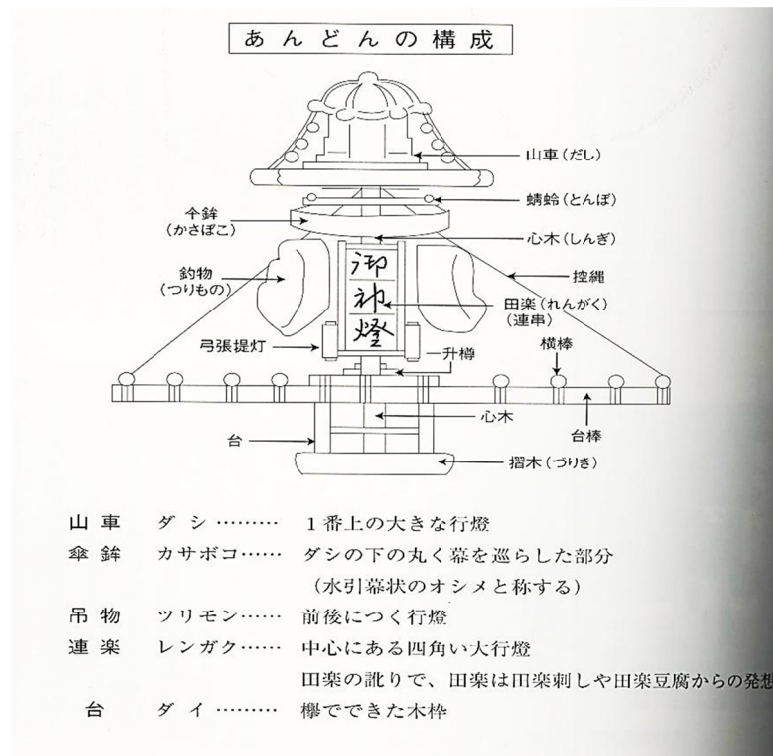 あんどんの構成
山車(だし)
蜻蛉(とんぼ)
伞鉾
(かさぼこ)
心木(しんぎ)
釣物
(つりもの)
控縄
御神燈
田楽(れんがく)
(連串)
弓張提灯
一升樽
横棒
心木
台棒
台
摺木(づりき)
山車 ダシ……… 1番上の大きな行燈
傘鉾 カサボコ…… ダシの下の丸く幕を巡らした部分
(水引幕状のオシメと称する)
吊物 ツリモン…… 前後につく行燈
連楽 レンガク…… 中心にある四角い大行燈
田楽の訛りで、田楽は田楽刺しや田楽豆腐からの発想
台 ダイ……… 欅でできた木枠